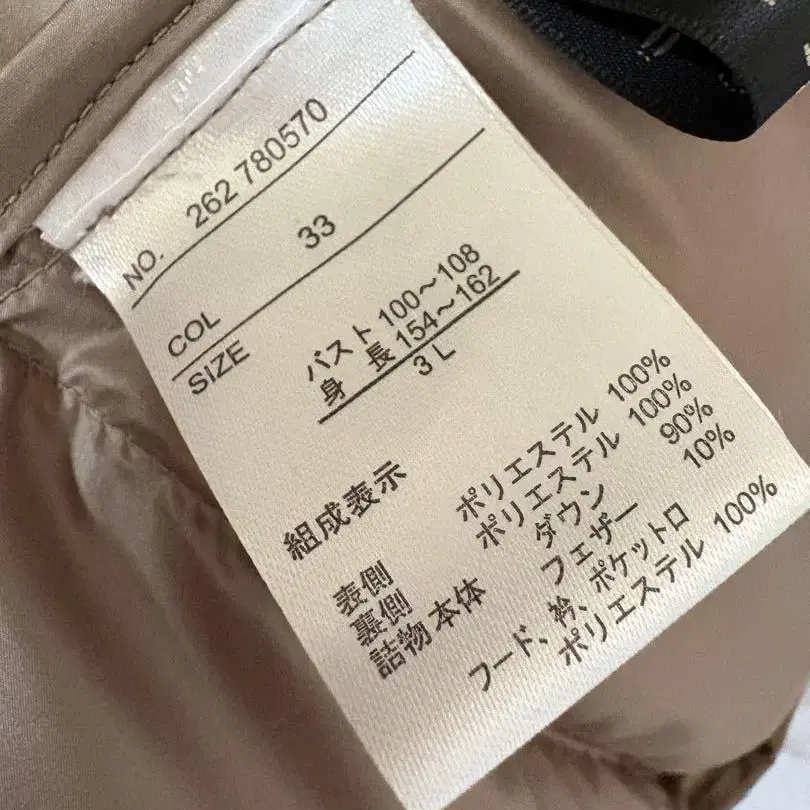 NO. 262 780570
COL 33
SIZE バスト 100～108
身 長 154～162
3L
組成表示
表側 ポリエステル 100%
裏側 ポリエステル 100%
詰物 本体 ダウン 90%
フェザー 10%
フード、衿、ポケット口
ポリエステル 100%